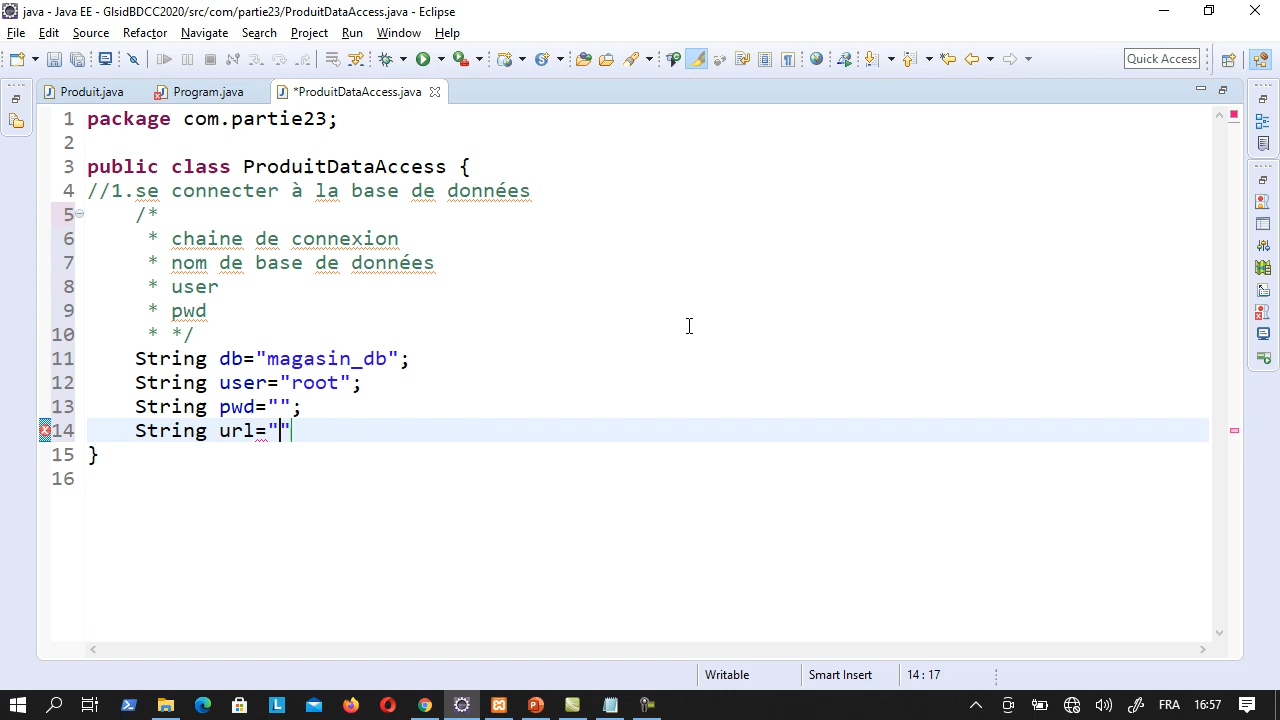 java - Java EE - GlsidBDCC2020/src/com/partie23/ProduitDataAccess.java - Eclipse
File Edit Source Refactor Navigate Search Project Run Window Help
Quick Access
Produit.java Program.java *ProduitDataAccess.java
1 package com.partie23;
2
3 public class ProduitDataAccess {
4 //1.se connecter à la base de données
5 /*
6 * chaine de connexion
7 * nom de base de données
8 * user
9 * pwd
10 * */
11 String db="magasin_db";
12 String user="root";
13 String pwd="";
14 String url=""
15 }
16
Writable Smart Insert 14 : 17
FRA 16:57